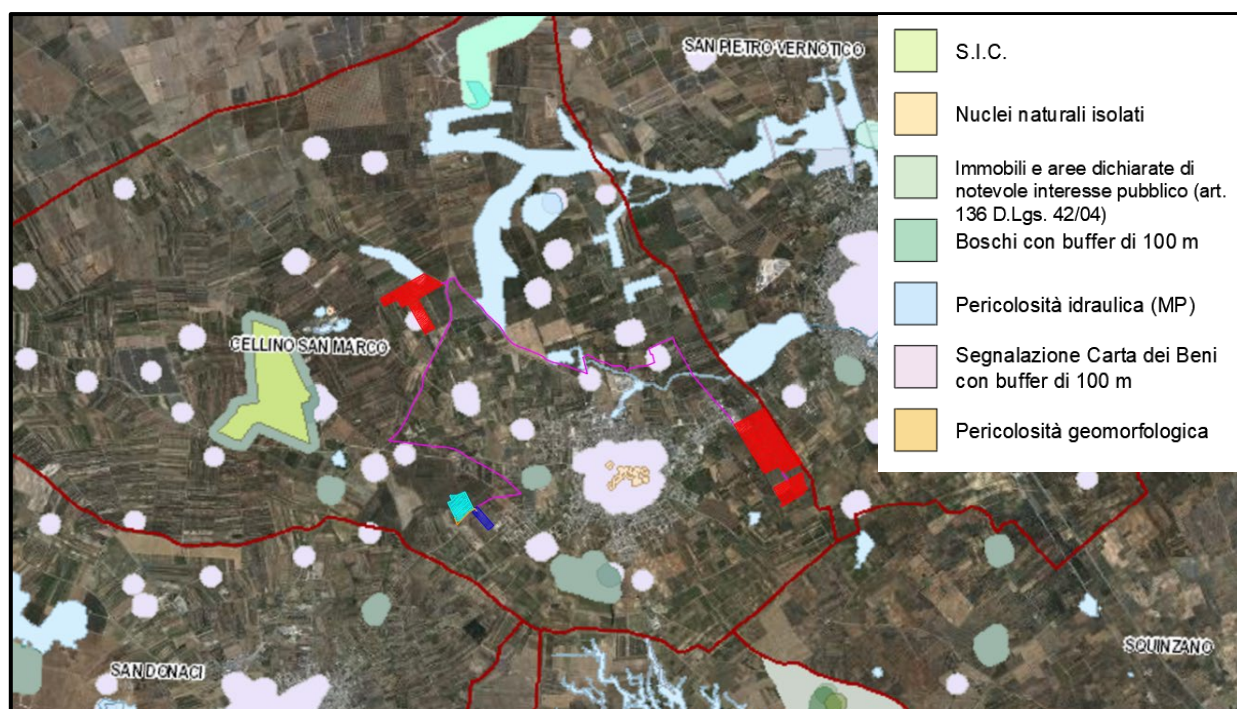 SAN PIETRO VERNOTICO
CELLINO SAN MARCO
SAN DONACI
SQUINZANO
S.I.C.
Nuclei naturali isolati
Immobili e aree dichiarate di
notevole interesse pubblico (art.
136 D.Lgs. 42/04)
Boschi con buffer di 100 m
Pericolosità idraulica (MP)
Segnalazione Carta dei Beni
con buffer di 100 m
Pericolosità geomorfologica